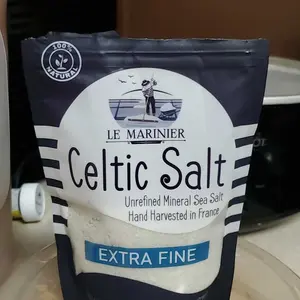 100%
NATURAL
LE MARINIER
Celtic Salt
Unrefined Mineral Sea Salt
Hand Harvested in France
EXTRA FINE